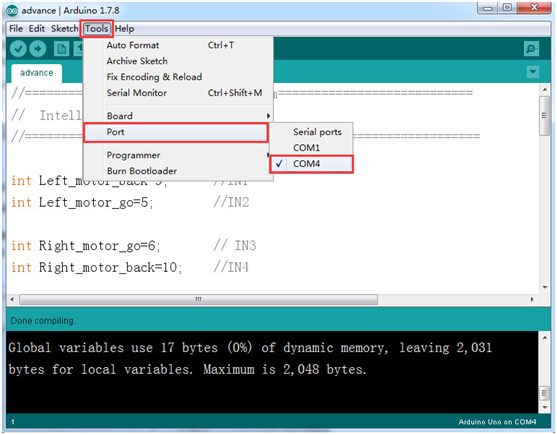 advance | Arduino 1.7.8
File Edit Sketch Tools Help
Auto Format Ctrl+T
Archive Sketch
Fix Encoding & Reload
Serial Monitor Ctrl+Shift+M
Board
Port
Programmer
Burn Bootloader
Serial ports
COM1
COM4
advance
//
// Intell
//
int Left_motor_back //IN1
int Left_motor_go=5; //IN2
int Right_motor_go=6; // IN3
int Right_motor_back=10; //IN4
Done compiling.
Global variables use 17 bytes (0%) of dynamic memory, leaving 2,031
bytes for local variables. Maximum is 2,048 bytes.
1
Arduino Uno on COM4